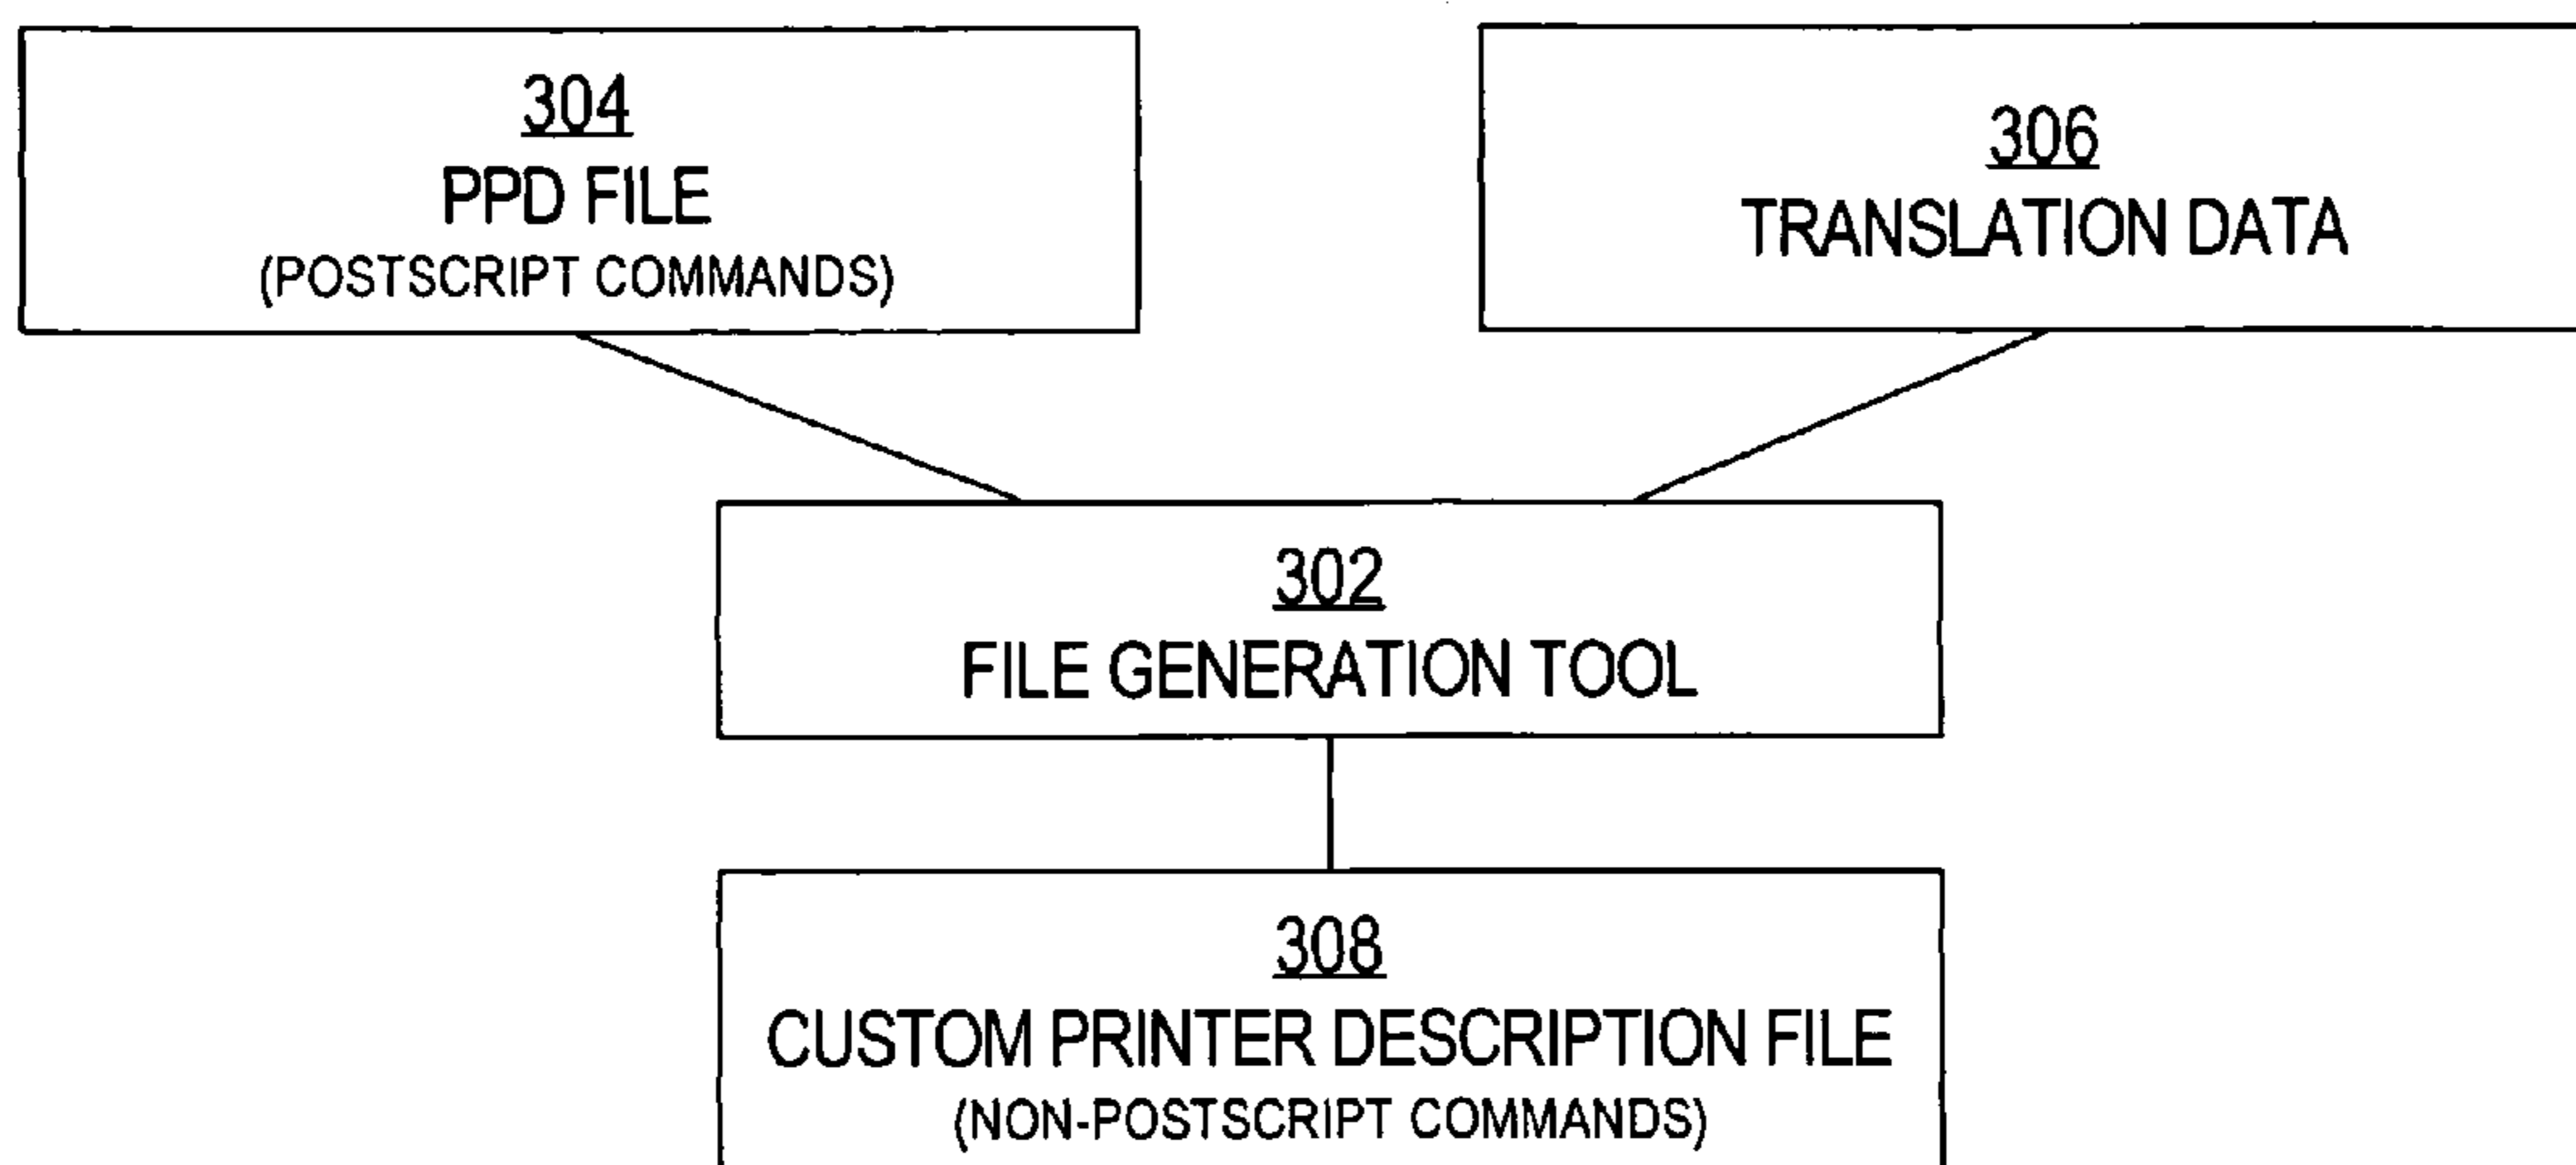 304
PPD FILE
(POSTSCRIPT COMMANDS)
306
TRANSLATION DATA
302
FILE GENERATION TOOL
308
CUSTOM PRINTER DESCRIPTION FILE
(NON-POSTSCRIPT COMMANDS)